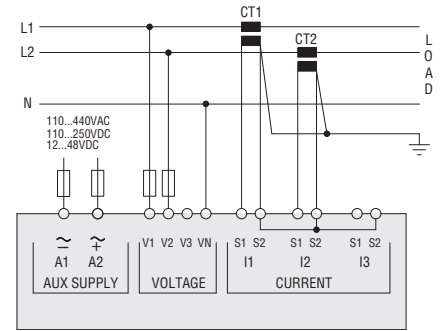 CT1
L1
L2
CT2
L
O
A
D
N
110...440VAC
110...250VDC
12...48VDC
V1 V2 V3 VN
S1 S2 S1 S2 S1 S2
A1 A2
I1 I2 I3
AUX SUPPLY VOLTAGE CURRENT